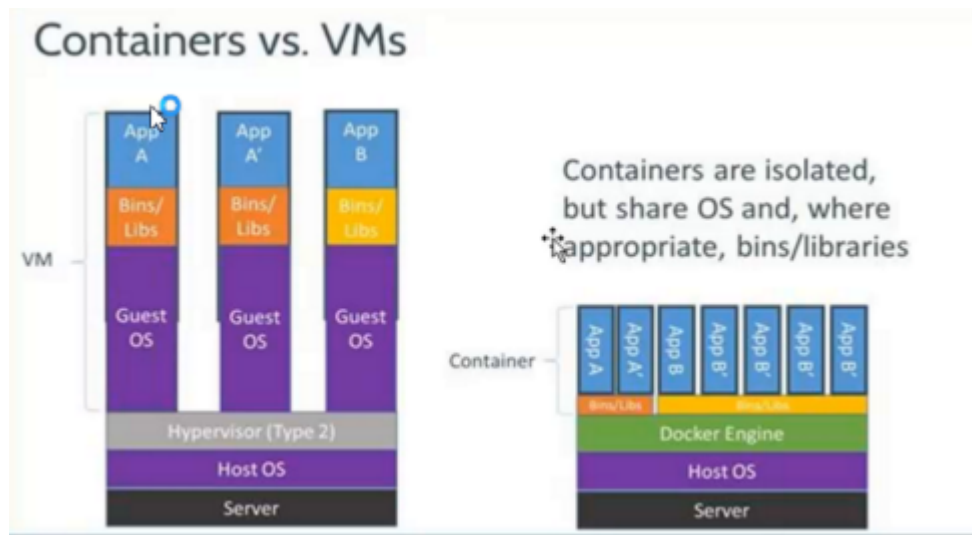 Containers vs. VMs
App
A
App
A'
App
B
Bins/
Libs
Bins/
Libs
Bins/
Libs
VM
Guest
OS
Guest
OS
Guest
OS
Hypervisor (Type 2)
Host OS
Server
Containers are isolated,
but share OS and, where
appropriate, bins/libraries
Container
App A
App A'
App B
App B'
App B'
App B'
App B'
Bins/Libs
Bins/Libs
Docker Engine
Host OS
Server